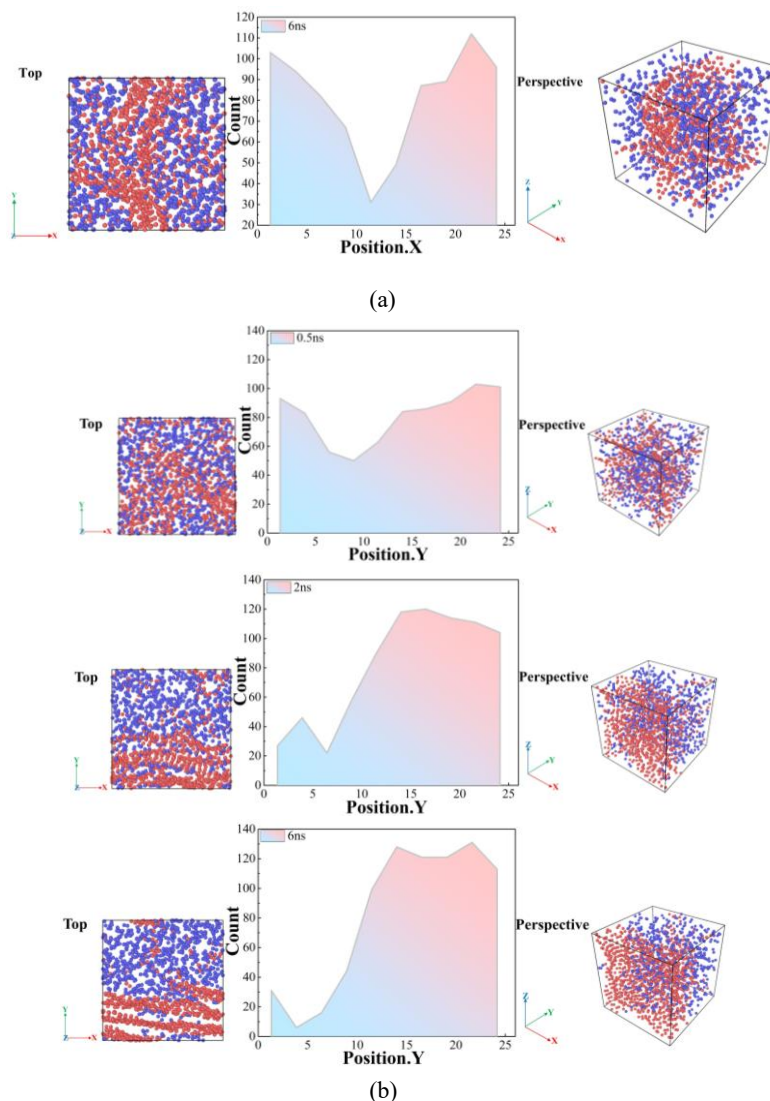 Top
Y
Z
X
120
110
100
90
80
70
60
50
40
30
20
Count
6ns
0 5 10 15 20 25
Position.X
Perspective
Z
Y
X
(a)
Top
Y
Z
X
140
120
100
80
60
40
20
0
Count
0.5ns
0 5 10 15 20 25
Position.Y
Perspective
Z
Y
X
Top
Y
Z
X
140
120
100
80
60
40
20
0
Count
2ns
0 5 10 15 20 25
Position.Y
Perspective
Z
Y
X
Top
Y
Z
X
140
120
100
80
60
40
20
0
Count
6ns
0 5 10 15 20 25
Position.Y
Perspective
Z
Y
X
(b)